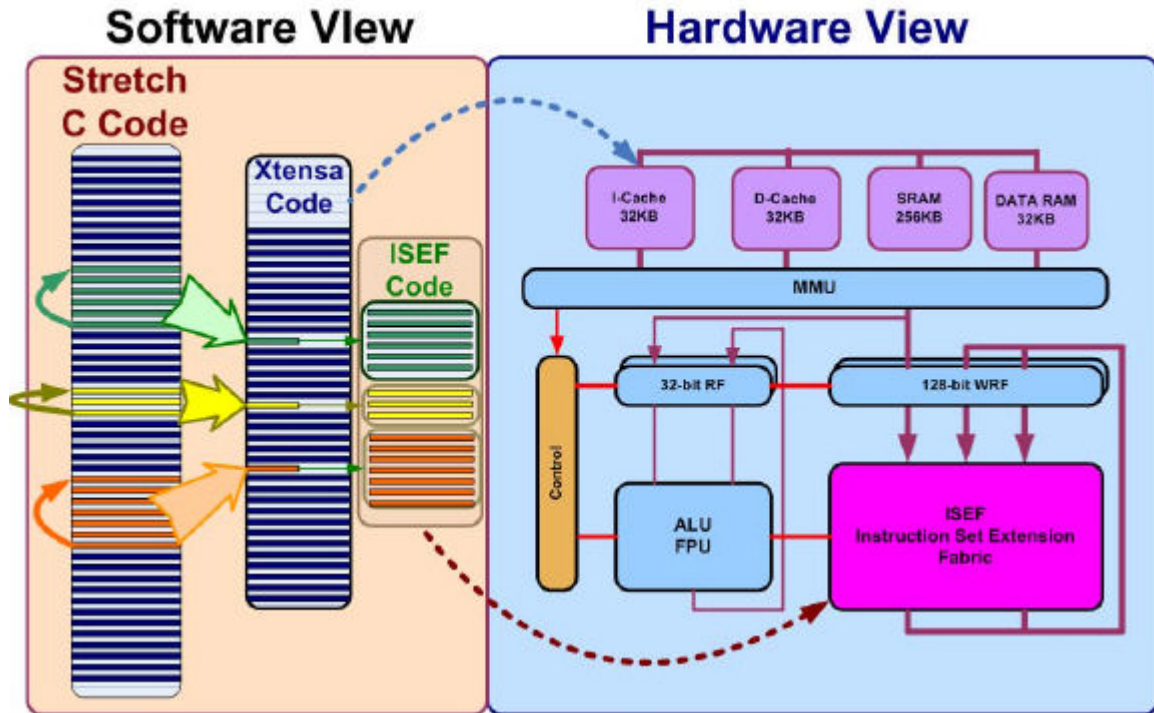 Software VIew
Hardware View
Stretch
C Code
Xtensa
Code
ISEF
Code
I-Cache
32KB
D-Cache
32KB
SRAM
256KB
DATA RAM
32KB
MMU
Control
32-bit RF
128-bit WRF
ALU
FPU
ISEF
Instruction Set Extension
Fabric